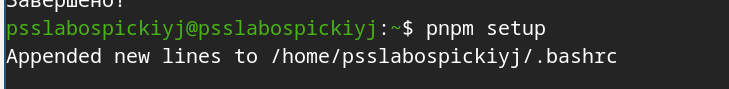 Завершено!
psslabospickiyj@psslabospickiyj:~$ pnpm setup
Appended new lines to /home/psslabospickiyj/.bashrc